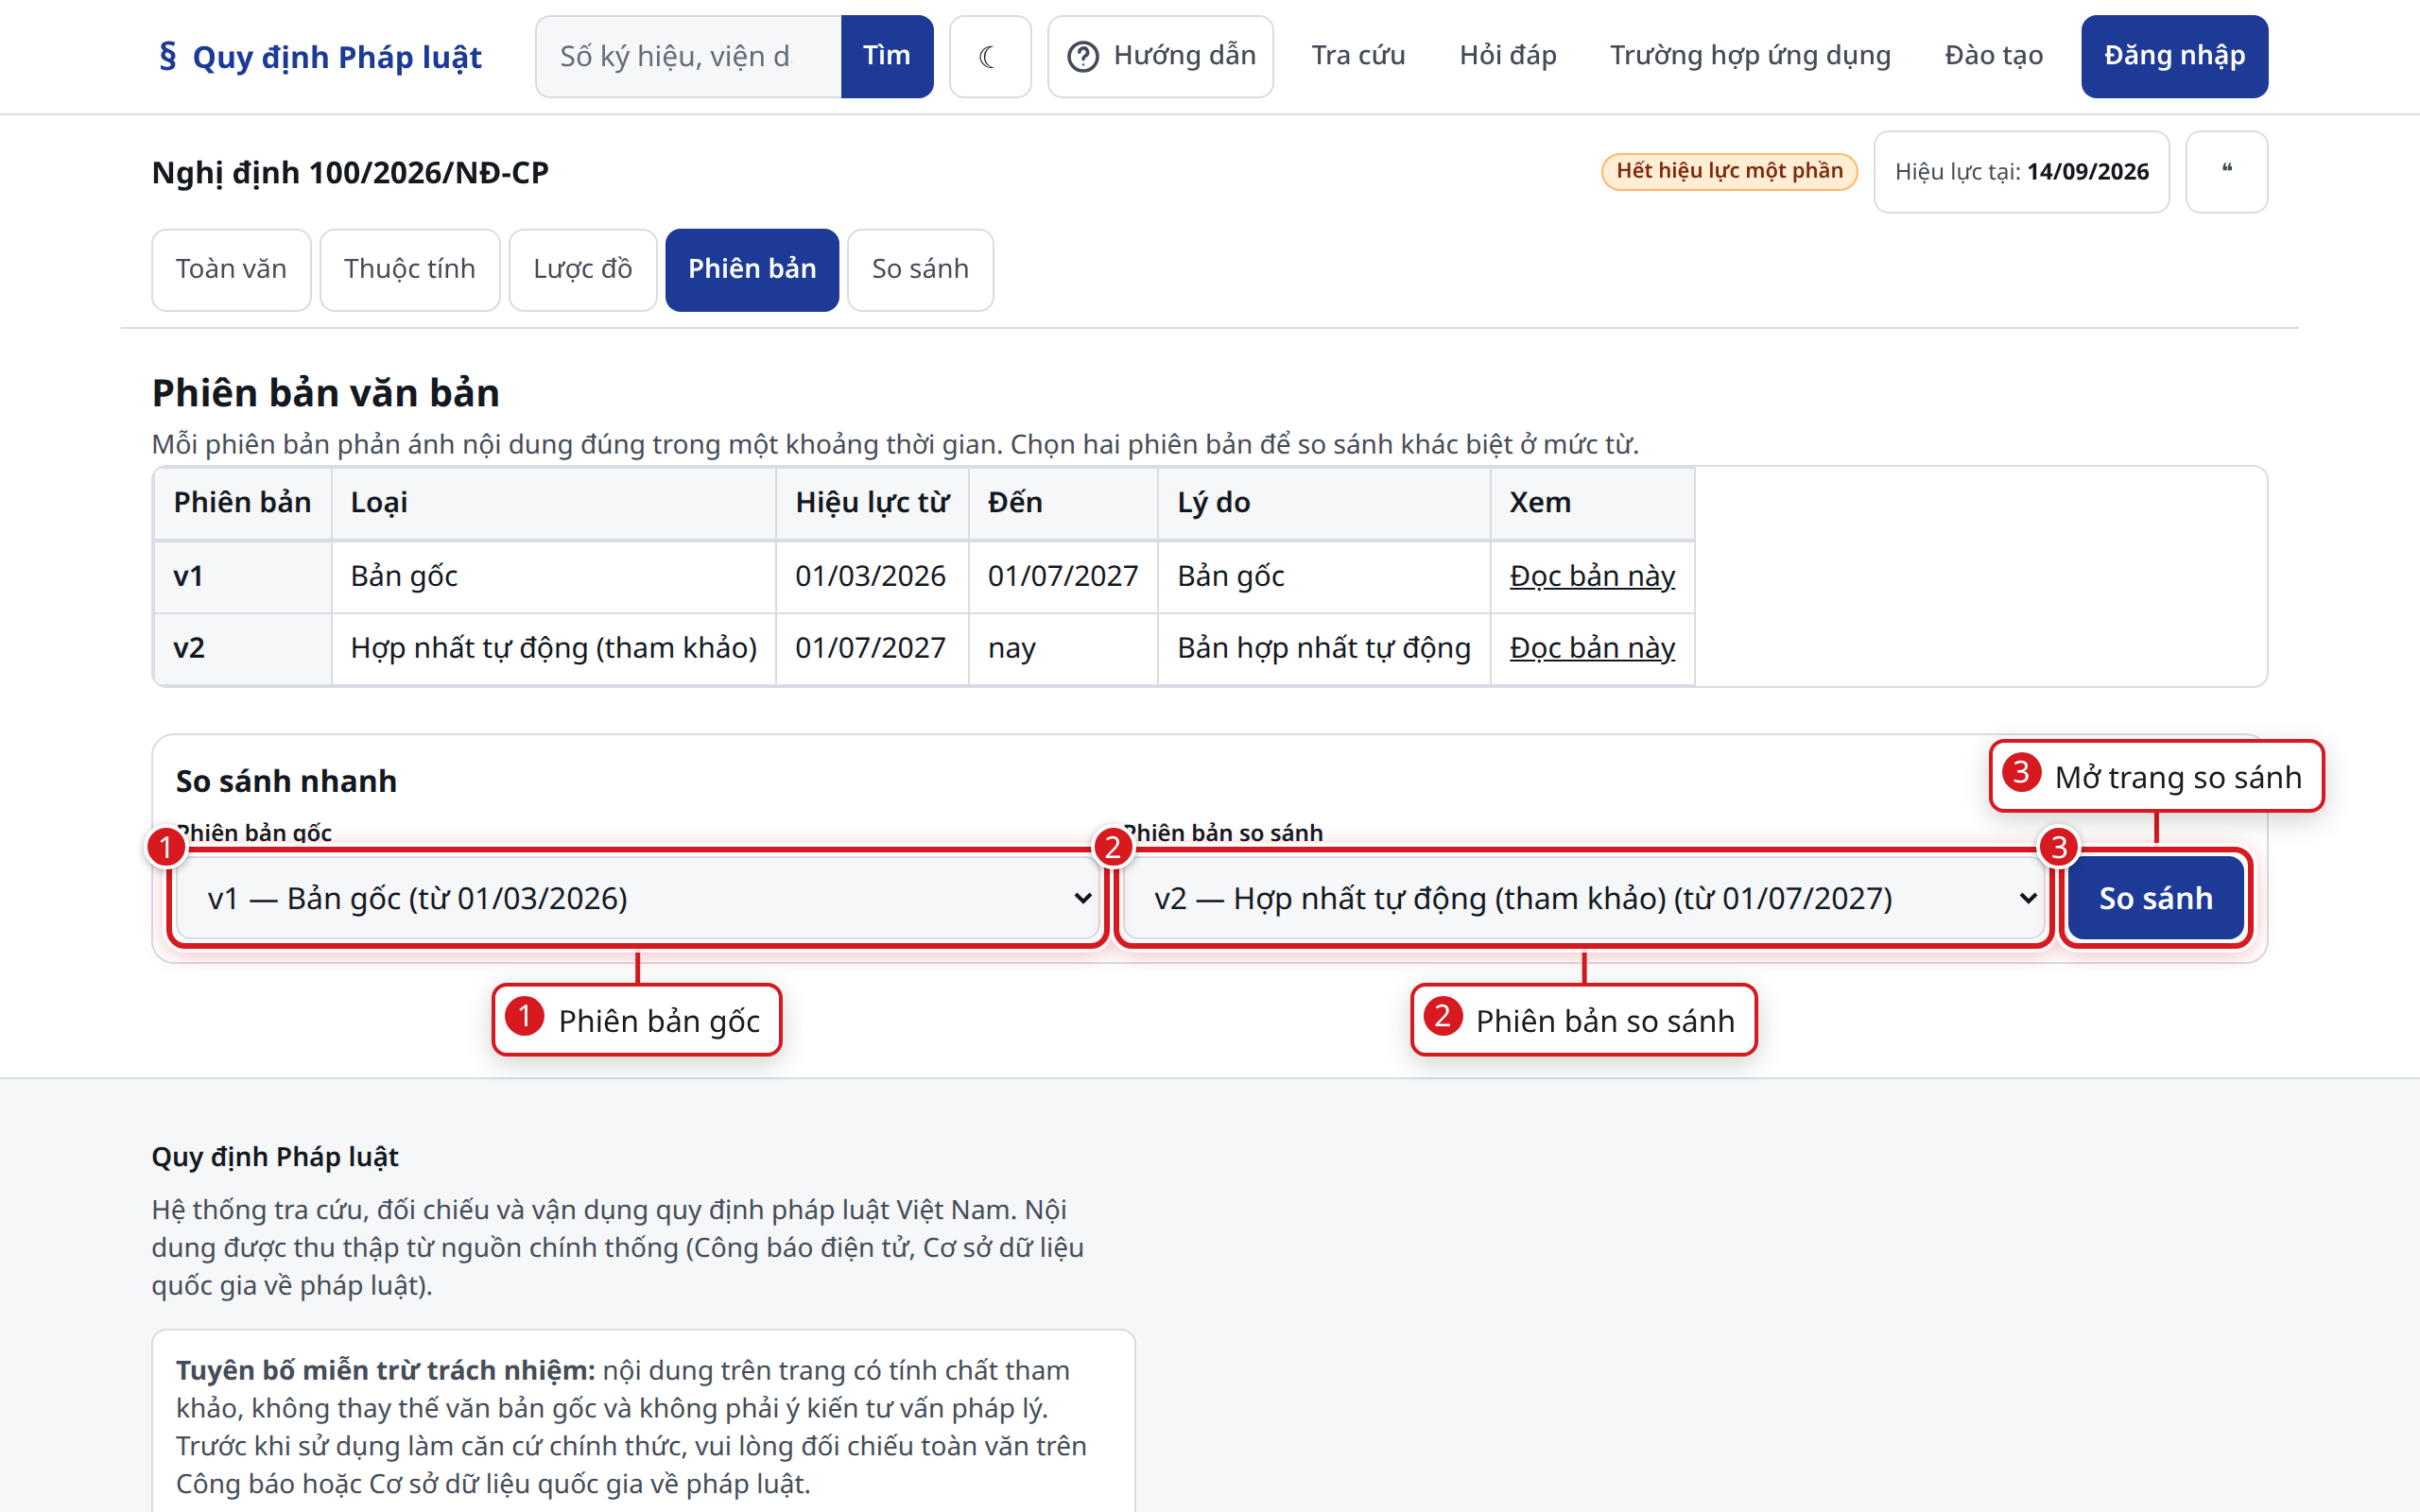 § Quy định Pháp luật
Số ký hiệu, viện d
Tìm
Hướng dẫn
Tra cứu
Hỏi đáp
Trường hợp ứng dụng
Đào tạo
Đăng nhập
Nghị định 100/2026/NĐ-CP
Hết hiệu lực một phần
Hiệu lực tại: 14/09/2026
❝
Toàn văn
Thuộc tính
Lược đồ
Phiên bản
So sánh
Phiên bản văn bản
Mỗi phiên bản phản ánh nội dung đúng trong một khoảng thời gian. Chọn hai phiên bản để so sánh khác biệt ở mức từ.
Phiên bản Loại Hiệu lực từ Đến Lý do Xem
v1 Bản gốc 01/03/2026 01/07/2027 Bản gốc Đọc bản này
v2 Hợp nhất tự động (tham khảo) 01/07/2027 nay Bản hợp nhất tự động Đọc bản này
So sánh nhanh
3 Mở trang so sánh
Phiên bản gốc
Phiên bản so sánh
1
2
3
v1 — Bản gốc (từ 01/03/2026)
v2 — Hợp nhất tự động (tham khảo) (từ 01/07/2027)
So sánh
1 Phiên bản gốc
2 Phiên bản so sánh
Quy định Pháp luật
Hệ thống tra cứu, đối chiếu và vận dụng quy định pháp luật Việt Nam. Nội
dung được thu thập từ nguồn chính thống (Công báo điện tử, Cơ sở dữ liệu
quốc gia về pháp luật).
Tuyên bố miễn trừ trách nhiệm: nội dung trên trang có tính chất tham
khảo, không thay thế văn bản gốc và không phải ý kiến tư vấn pháp lý.
Trước khi sử dụng làm căn cứ chính thức, vui lòng đối chiếu toàn văn trên
Công báo hoặc Cơ sở dữ liệu quốc gia về pháp luật.